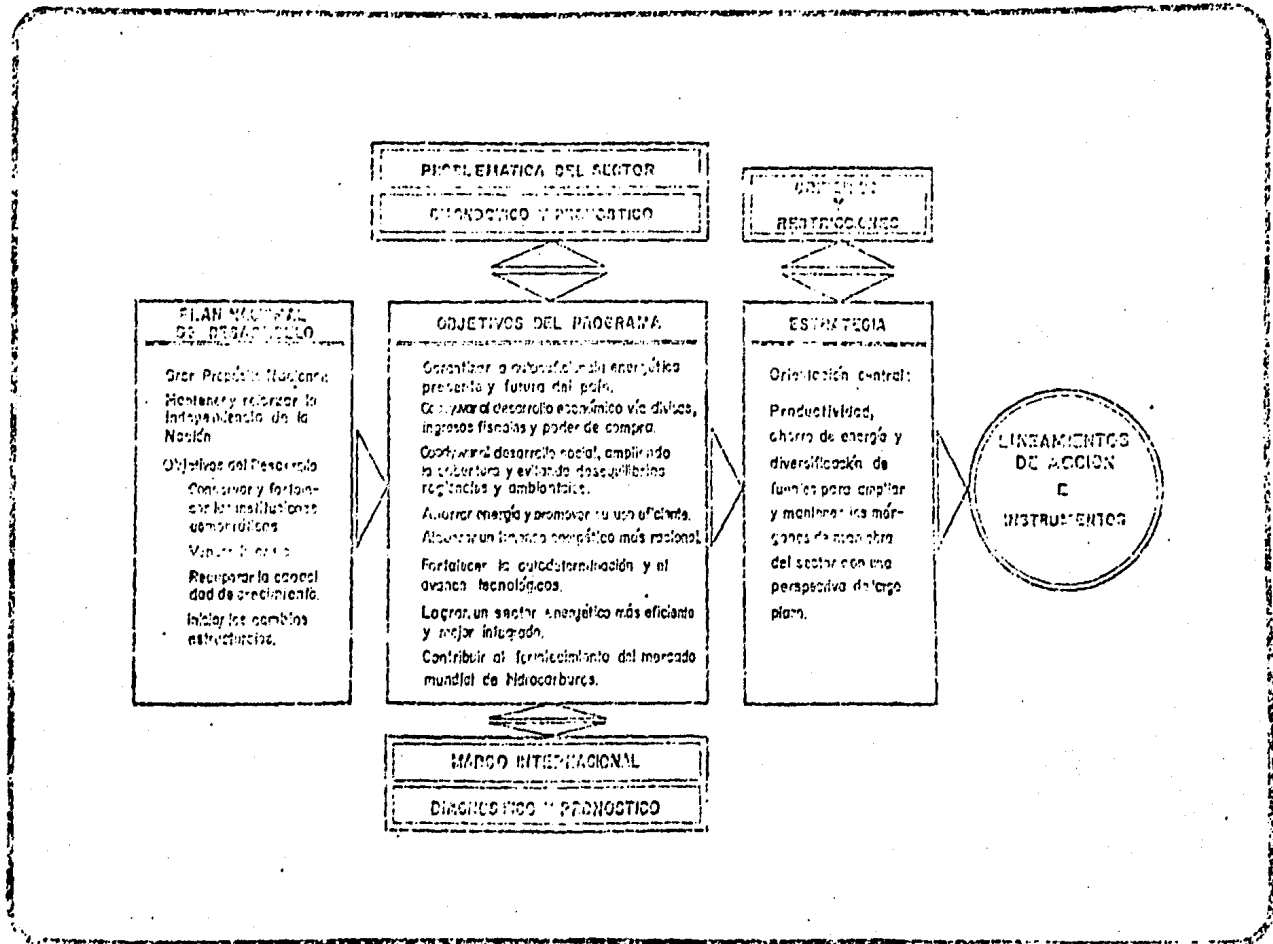 PROBLEMATICA DEL SECTOR
DIAGNOSTICO Y PRONOSTICO
Y
RESTRICCIONES
PLAN NACIONAL
DE DESARROLLO
Gran Propósito Nacional:
Mantener y reforzar la
Independencia de la
Nación
Objetivos del Desarrollo
Conservar y fortale-
cer las instituciones
democráticas.
Recuperar la capaci
dad de crecimiento.
Iniciar los cambios
estructurales.
OBJETIVOS DEL PROGRAMA
Garantizar la autosuficiencia energética
presente y futura del país.
Coadyuvar al desarrollo económico vía divisas,
ingresos fiscales y poder de compra.
Coadyuvar al desarrollo social, ampliando
la cobertura y evitando desequilibrios
regionales y ambientales.
Ahorrar energía y promover su uso eficiente.
Alcanzar un balance energético más racional.
Fortalecer la autodeterminación y el
avance tecnológicos.
Lograr, un sector energético más eficiente
y mejor integrado.
Contribuir al fortalecimiento del mercado
mundial de hidrocarburos.
ESTRATEGIA
Orientación central:
Productividad,
ahorro de energía y
diversificación de
fuentes para ampliar
y mantener los már-
genes de maniobra
del sector con una
perspectiva de largo
plazo.
LINEAMIENTOS
DE ACCION
E
INSTRUMENTOS
MARCO INTERNACIONAL
DIAGNOSTICO Y PRONOSTICO